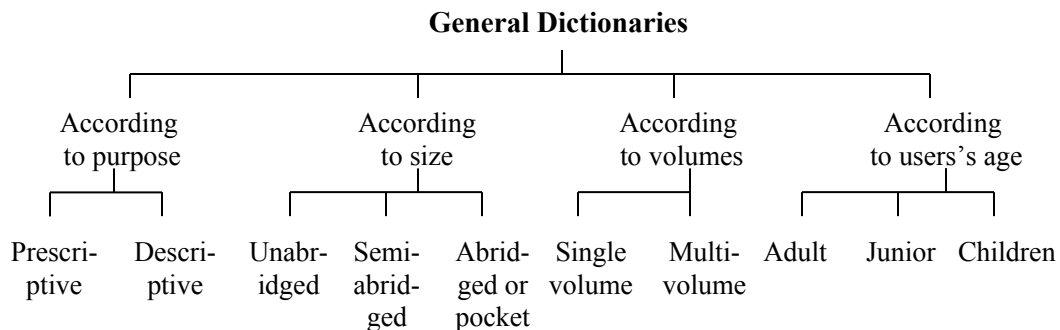 General Dictionaries
According
to purpose
According
to size
According
to volumes
According
to users's age
Prescri-
ptive
Descri-
ptive
Unabr-
idged
Semi-
abrid-
ged
Abrid-
ged or
pocket
Single
volume
Multi-
volume
Adult
Junior
Children